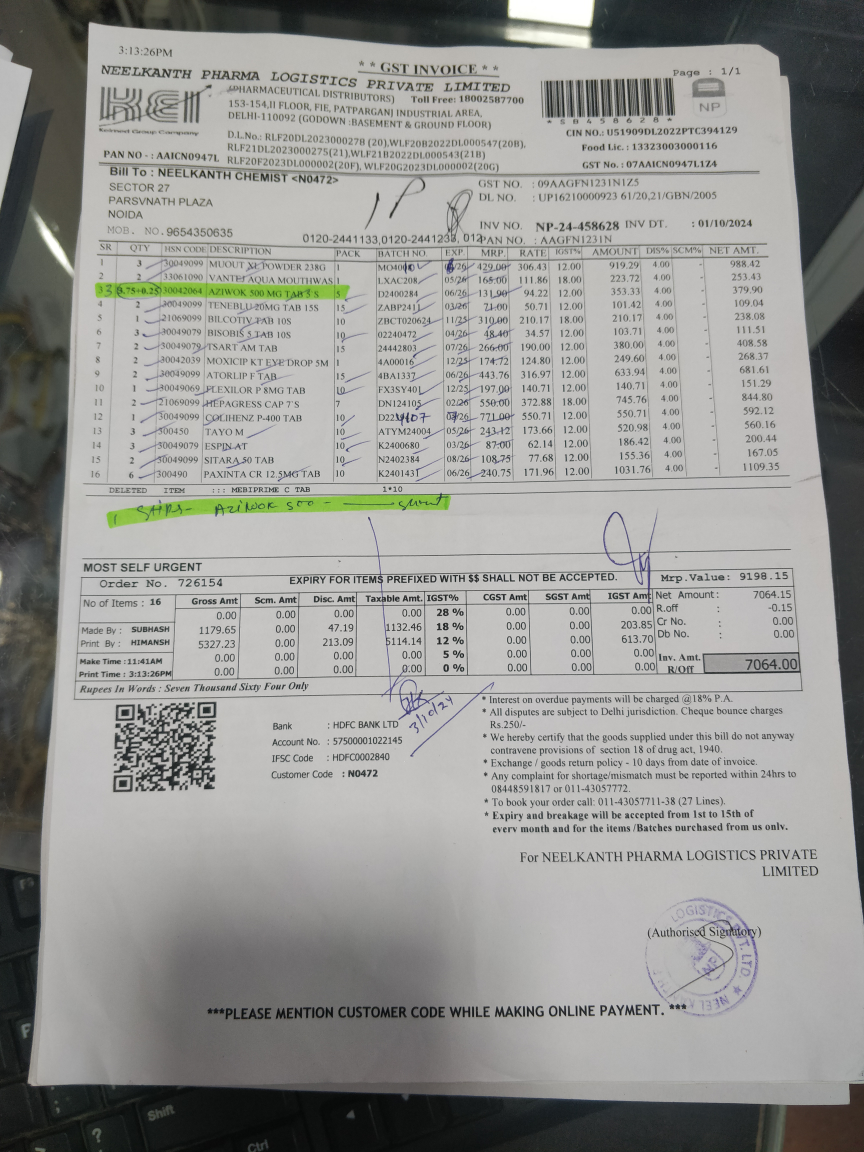 3:13:26PM
* * GST INVOICE * *
Page : 1/1
NEELKANTH PHARMA LOGISTICS PRIVATE LIMITED
(PHARMACEUTICAL DISTRIBUTORS) Toll Free: 18002587700
153-154,II FLOOR, FIE, PATPARGANJ INDUSTRIAL AREA,
DELHI-110092 (GODOWN :BASEMENT & GROUND FLOOR)
NP
* S B 4 5 8 6 2 8 *
Kelmed Group Company
CIN NO.: U51909DL2022PTC394129
D.L.No.: RLF20DL2023000278 (20),WLF20B2022DL000547(20B),
RLF21DL2023000275(21),WLF21B2022DL000543(21B)
RLF20F2023DL000002(20F), WLF20G2023DL000002(20G)
Food Lic. : 13323003000116
PAN NO - : AAICN0947L
GST No. : 07AAICN0947L1Z4
Bill To : NEELKANTH CHEMIST <N0472>
SECTOR 27
PARSVNATH PLAZA
NOIDA
MOB. NO.9654350635
GST NO. : 09AAGFN1231N1Z5
DL NO. : UP16210000923 61/20,21/GBN/2005
1P
INV NO. NP-24-458628 INV DT. : 01/10/2024
0120-2441133,0120-2441233, 012 PAN NO. : AAGFN1231N
SR QTY HSN CODE DESCRIPTION PACK BATCH NO. EXP. MRP. RATE IGST% AMOUNT DIS% SCM% NET AMT.
1 3 30049099 MUOUT XL POWDER 238G 1 429.00 306.43 12.00 919.29 4.00 - 988.42
2 2 33061090 VANTEJ AQUA MOUTHWAS 1 LXAC208 05/26 165.00 111.86 18.00 223.72 4.00 - 253.43
3 3 2.75+0.25 30042064 AZIWOK 500 MG TAB 3 S 5 D2400284 06/26 131.90 94.22 12.00 353.33 4.00 - 379.90
4 2 30049099 TENEBLU 20MG TAB 15S 15 ZABP2411 03/26 71.00 50.71 12.00 101.42 4.00 - 109.04
5 1 21069099 BILCOTIV TAB 10S 10 ZBCT020624 11/25 310.00 210.17 18.00 210.17 4.00 - 238.08
6 3 30049079 BISOBIS 5 TAB 10S 10 02240472 04/26 48.40 34.57 12.00 103.71 4.00 - 111.51
7 2 30049079 TSART AM TAB 15 24442803 07/26 266.00 190.00 12.00 380.00 4.00 - 408.58
8 2 30042039 MOXICIP KT EYE DROP 5M 1 4A00016 12/25 174.72 124.80 12.00 249.60 4.00 - 268.37
9 2 30049099 ATORLIP F TAB 15 4BA1337 06/26 443.76 316.97 12.00 633.94 4.00 - 681.61
10 1 30049069 FLEXILOR P 8MG TAB 10 FX3SY401 12/25 197.00 140.71 12.00 140.71 4.00 - 151.29
11 2 21069099 HEPAGRESS CAP 7'S 7 DN124105 02/26 550.00 372.88 18.00 745.76 4.00 - 844.80
12 1 30049099 COLIHENZ P-400 TAB 10 771.00 550.71 12.00 550.71 4.00 - 592.12
13 3 300450 TAYO M 10 ATYM24004 05/26 243.12 173.66 12.00 520.98 4.00 - 560.16
14 3 30049079 ESPIN AT 10 K2400680 03/26 87.00 62.14 12.00 186.42 4.00 - 200.44
15 2 30049099 SITARA 50 TAB 10 N2402384 08/26 108.75 77.68 12.00 155.36 4.00 - 167.05
16 6 300490 PAXINTA CR 12.5MG TAB 10 K2401431 06/26 240.75 171.96 12.00 1031.76 4.00 - 1109.35
DELETED ITEM ::: MEBIPRIME C TAB 1*10
1 Strip - AZIWOK 500 - short
MOST SELF URGENT
Order No. 726154 EXPIRY FOR ITEMS PREFIXED WITH $$ SHALL NOT BE ACCEPTED. Mrp.Value: 9198.15
No of Items : 16 Gross Amt Scm. Amt Disc. Amt Taxable Amt. IGST% CGST Amt SGST Amt IGST Amt Net Amount: 7064.15
0.00 0.00 0.00 0.00 28 % 0.00 0.00 0.00 R.off : -0.15
Made By : SUBHASH 1179.65 0.00 47.19 1132.46 18 % 0.00 0.00 203.85 Cr No. : 0.00
Print By : HIMANSH 5327.23 0.00 213.09 5114.14 12 % 0.00 0.00 613.70 Db No. : 0.00
Make Time :11:41AM 0.00 0.00 0.00 0.00 5 % 0.00 0.00 0.00
Print Time : 3:13:26PM 0.00 0.00 0.00 0.00 0 % 0.00 0.00 0.00 Inv. Amt. R/Off 7064.00
Rupees In Words : Seven Thousand Sixty Four Only
3/10/24
Bank : HDFC BANK LTD
Account No. : 57500001022145
IFSC Code : HDFC0002840
Customer Code : N0472
* Interest on overdue payments will be charged @18% P.A.
* All disputes are subject to Delhi jurisdiction. Cheque bounce charges
Rs.250/-
* We hereby certify that the goods supplied under this bill do not anyway
contravene provisions of section 18 of drug act, 1940.
* Exchange / goods return policy - 10 days from date of invoice.
* Any complaint for shortage/mismatch must be reported within 24hrs to
08448591817 or 011-43057772.
* To book your order call: 011-43057711-38 (27 Lines).
* Expiry and breakage will be accepted from 1st to 15th of
every month and for the items /Batches purchased from us only.
For NEELKANTH PHARMA LOGISTICS PRIVATE
LIMITED
(Authorised Signatory)
***PLEASE MENTION CUSTOMER CODE WHILE MAKING ONLINE PAYMENT. ***
Shift
?
Ctrl